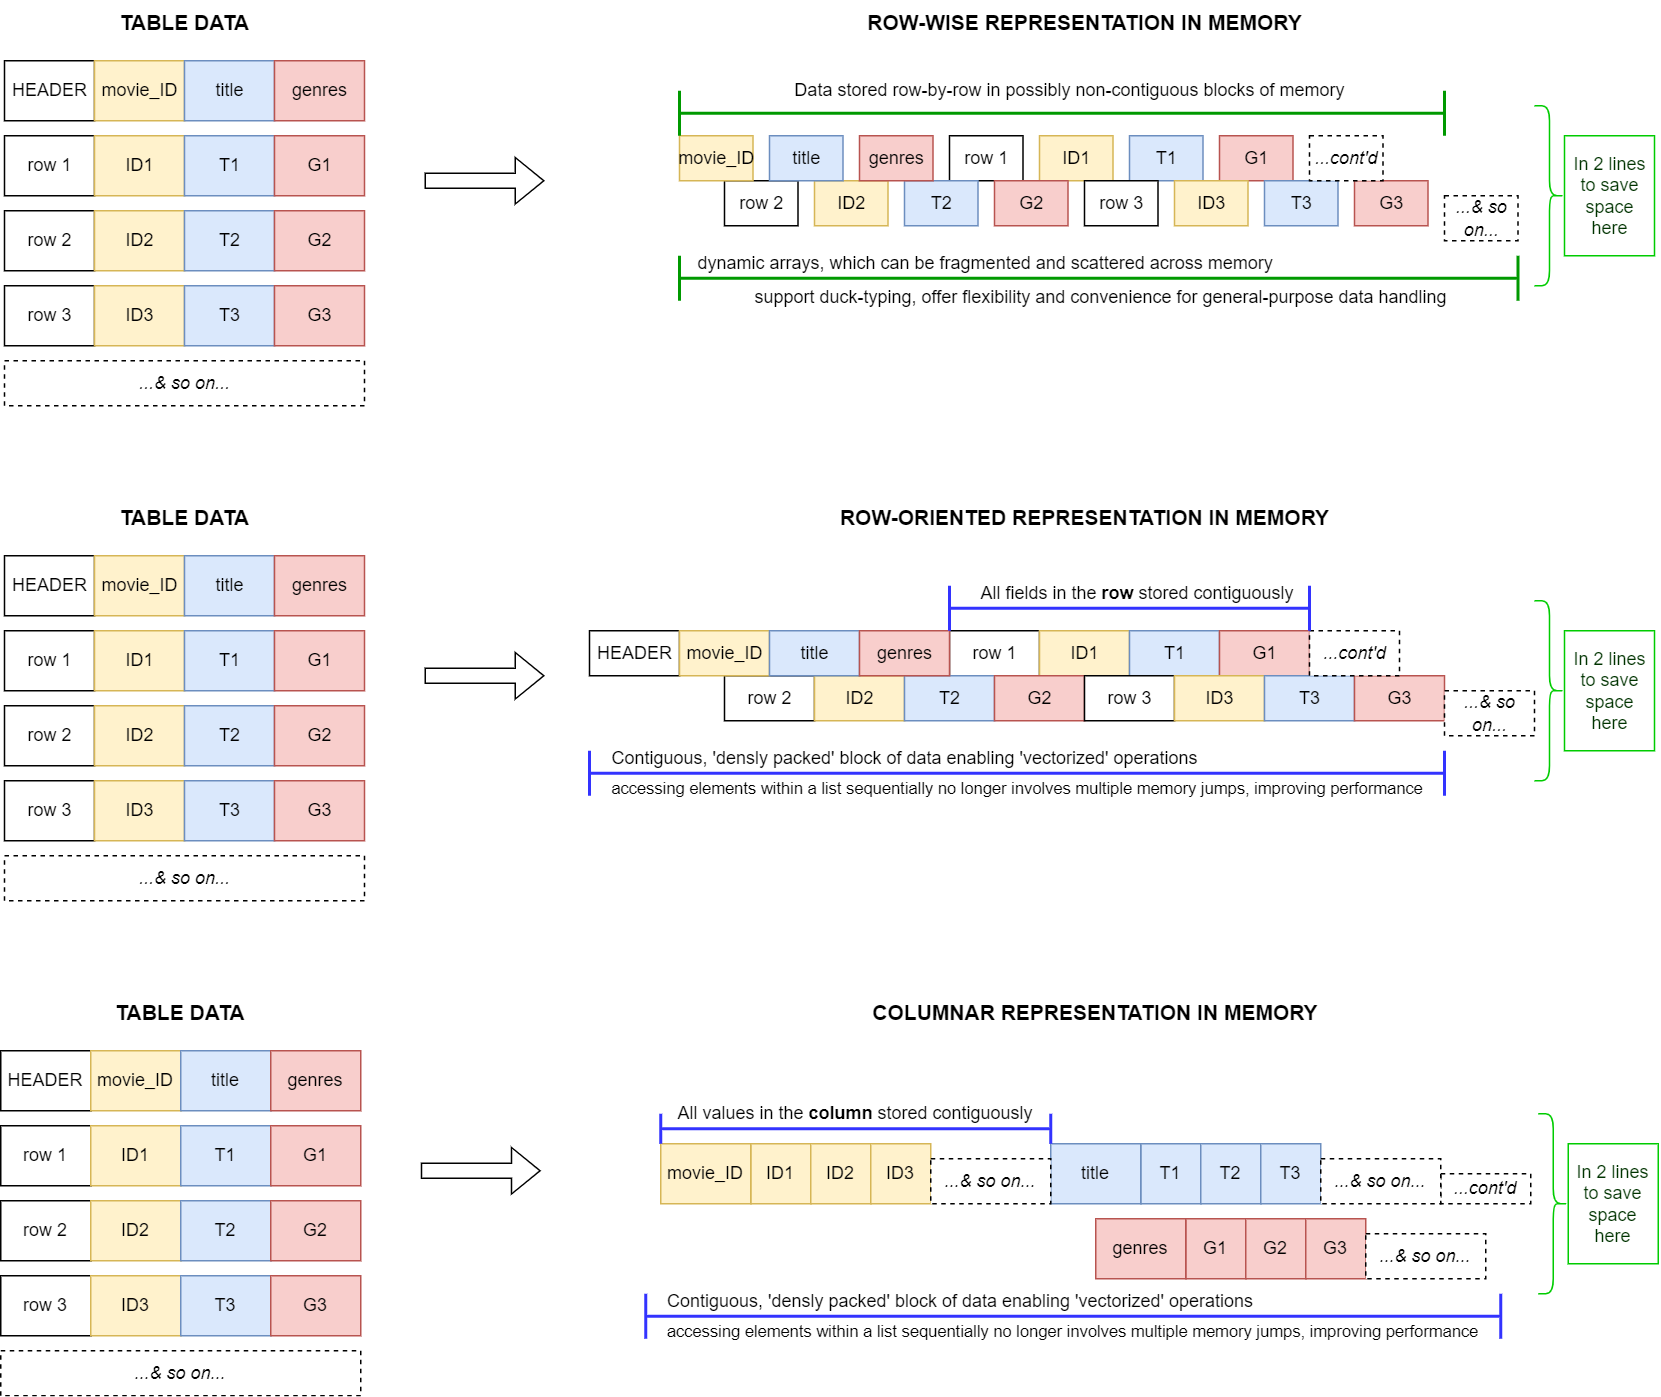 TABLE DATA
ROW-WISE REPRESENTATION IN MEMORY
HEADER movie_ID title genres
row 1 ID1 T1 G1
row 2 ID2 T2 G2
row 3 ID3 T3 G3
...& so on...
Data stored row-by-row in possibly non-contiguous blocks of memory
movie_ID title genres row 1 ID1 T1 G1 ...cont'd
row 2 ID2 T2 G2 row 3 ID3 T3 G3 ...& so
on...
dynamic arrays, which can be fragmented and scattered across memory
support duck-typing, offer flexibility and convenience for general-purpose data handling
In 2 lines
to save
space
here
TABLE DATA
ROW-ORIENTED REPRESENTATION IN MEMORY
HEADER movie_ID title genres
row 1 ID1 T1 G1
row 2 ID2 T2 G2
row 3 ID3 T3 G3
...& so on...
All fields in the row stored contiguously
HEADER movie_ID title genres row 1 ID1 T1 G1 ...cont'd
row 2 ID2 T2 G2 row 3 ID3 T3 G3 ...& so
on...
Contiguous, 'densly packed' block of data enabling 'vectorized' operations
accessing elements within a list sequentially no longer involves multiple memory jumps, improving performance
In 2 lines
to save
space
here
TABLE DATA
COLUMNAR REPRESENTATION IN MEMORY
HEADER movie_ID title genres
row 1 ID1 T1 G1
row 2 ID2 T2 G2
row 3 ID3 T3 G3
...& so on...
All values in the column stored contiguously
movie_ID ID1 ID2 ID3 ...& so on... title T1 T2 T3 ...& so on... ...cont'd
genres G1 G2 G3 ...& so on...
Contiguous, 'densly packed' block of data enabling 'vectorized' operations
accessing elements within a list sequentially no longer involves multiple memory jumps, improving performance
In 2 lines
to save
space
here